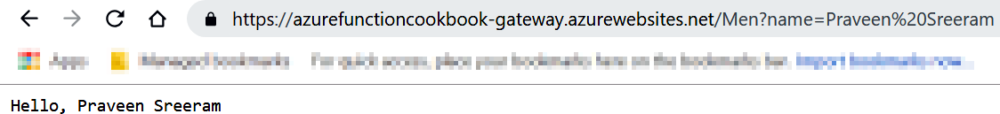 https://azurefunctioncookbook-gateway.azurewebsites.net/Men?name=Praveen%20Sreeram
Apps Managed bookmarks For quick access, place your bookmarks here on the bookmarks bar. Import bookmarks now...
Hello, Praveen Sreeram